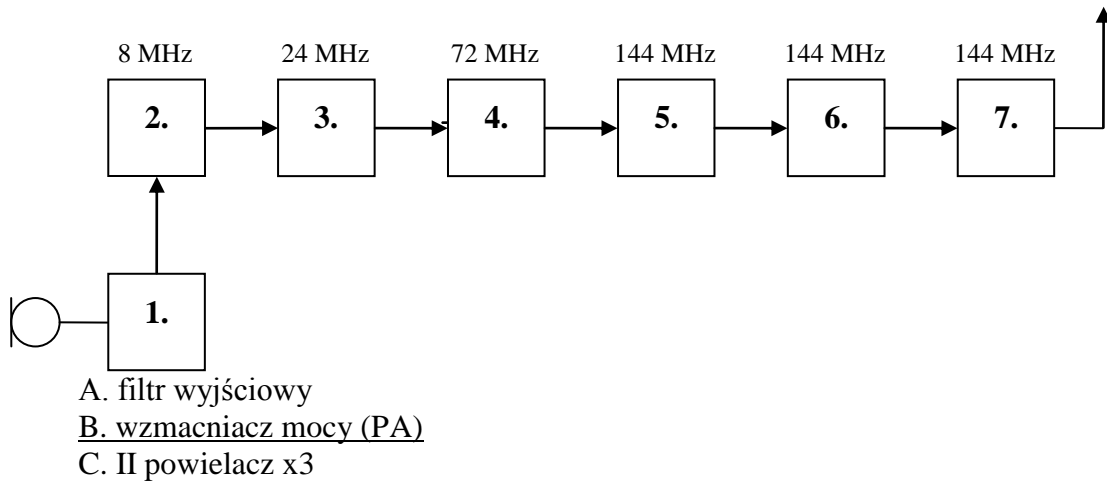 8 MHz 24 MHz 72 MHz 144 MHz 144 MHz 144 MHz
2. 3. 4. 5. 6. 7.
1.
A. filtr wyjściowy
B. wzmacniacz mocy (PA)
C. II powielacz x3